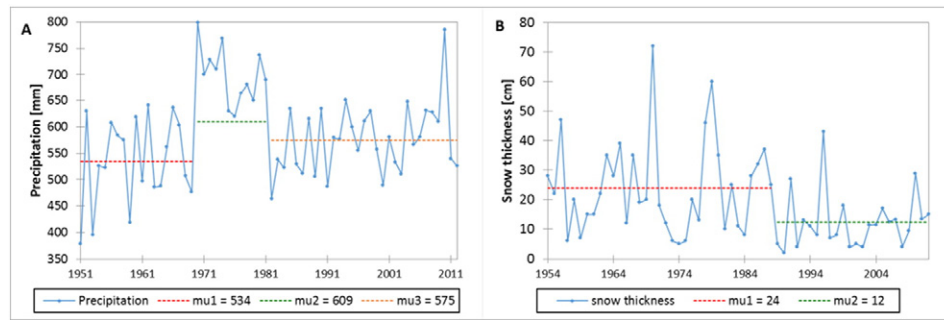 A
Precipitation [mm]
800
750
700
650
600
550
500
450
400
350
1951
1961
1971
1981
1991
2001
2011
Precipitation
mu1 = 534
mu2 = 609
mu3 = 575
B
Snow thickness [cm]
80
70
60
50
40
30
20
10
0
1954
1964
1974
1984
1994
2004
snow thickness
mu1 = 24
mu2 = 12